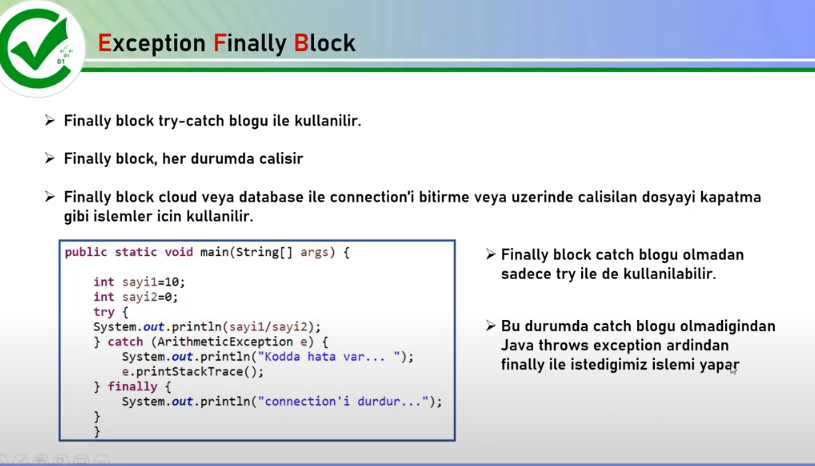 Exception Finally Block
➢ Finally block try-catch blogu ile kullanilir.
➢ Finally block, her durumda calisir
➢ Finally block cloud veya database ile connection'i bitirme veya uzerinde calisilan dosyayi kapatma
gibi islemler icin kullanilir.
public static void main(String[] args) {
int sayi1=10;
int sayi2=0;
try {
System.out.println(sayi1/sayi2);
} catch (ArithmeticException e) {
System.out.println("Kodda hata var... ");
e.printStackTrace();
} finally {
System.out.println("connection'i durdur...");
}
}
➢ Finally block catch blogu olmadan
sadece try ile de kullanilabilir.
➢ Bu durumda catch blogu olmadigindan
Java throws exception ardindan
finally ile istedigimiz islemi yapar